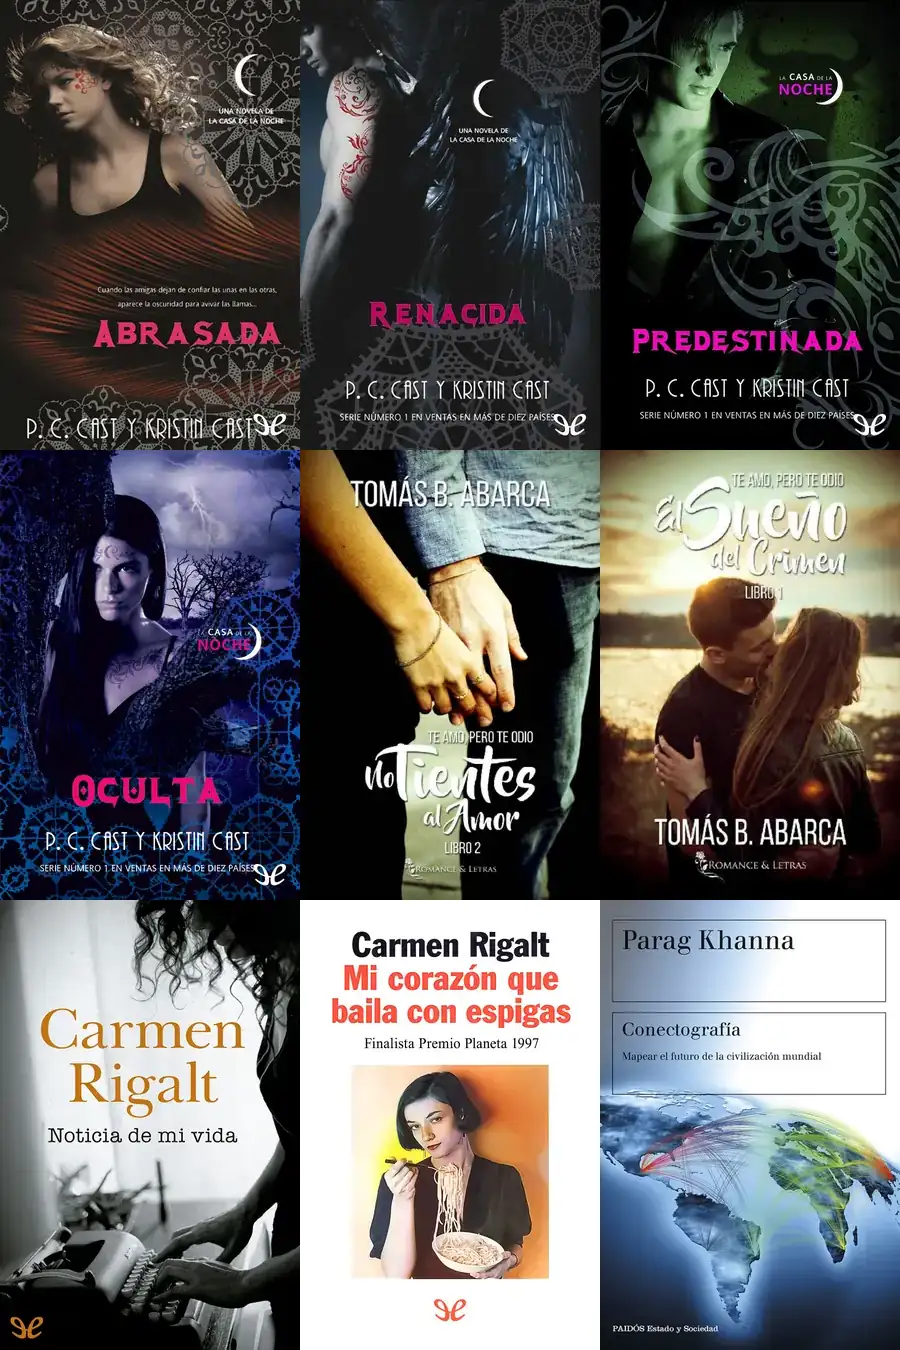 UNA NOVELA DE
LA CASA DE LA NOCHE
Cuando las amigas dejan de confiar las unas en las otras,
aparece la oscuridad para avivar las llamas...
ABRASADA
P. C. CAST Y KRISTIN CAST
UNA NOVELA DE
LA CASA DE LA NOCHE
RENACIDA
P. C. CAST Y KRISTIN CAST
SERIE NÚMERO 1 EN VENTAS EN MÁS DE DIEZ PAÍSES
LA CASA DE LA
NOCHE
PREDESTINADA
P. C. CAST Y KRISTIN CAST
SERIE NÚMERO 1 EN VENTAS EN MÁS DE DIEZ PAÍSES
LA CASA DE LA
NOCHE
OCULTA
P. C. CAST Y KRISTIN CAST
SERIE NÚMERO 1 EN VENTAS EN MÁS DE DIEZ PAÍSES
TOMÁS B. ABARCA
TE AMO, PERO TE ODIO
No Tientes
al Amor
LIBRO 2
ROMANCE & LETRAS
TE AMO, PERO TE ODIO
El Sueño
del Crimen
LIBRO 1
TOMÁS B. ABARCA
ROMANCE & LETRAS
Carmen
Rigalt
Noticia de mi vida
Carmen Rigalt
Mi corazón que
baila con espigas
Finalista Premio Planeta 1997
Parag Khanna
Conectografía
Mapear el futuro de la civilización mundial
PAIDÓS Estado y Sociedad